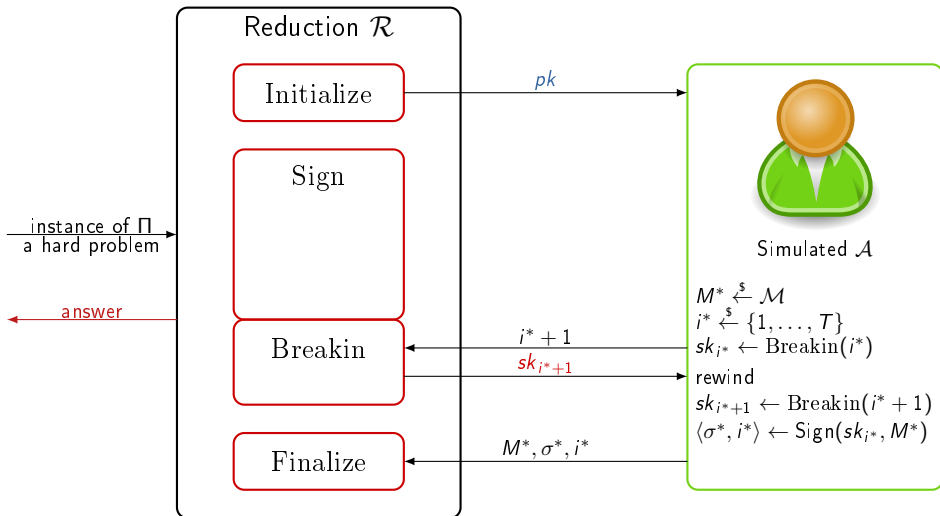 Reduction 𝓡
Initialize
pk
Sign
instance of Π
a hard problem
answer
Simulated 𝒜
M* ←$ ℳ
i* ←$ {1, . . . , T}
sk_{i*} ← Breakin(i*)
rewind
sk_{i*+1} ← Breakin(i* + 1)
⟨σ*, i*⟩ ← Sign(sk_{i*}, M*)
Breakin
i* + 1
sk_{i*+1}
Finalize
M*, σ*, i*